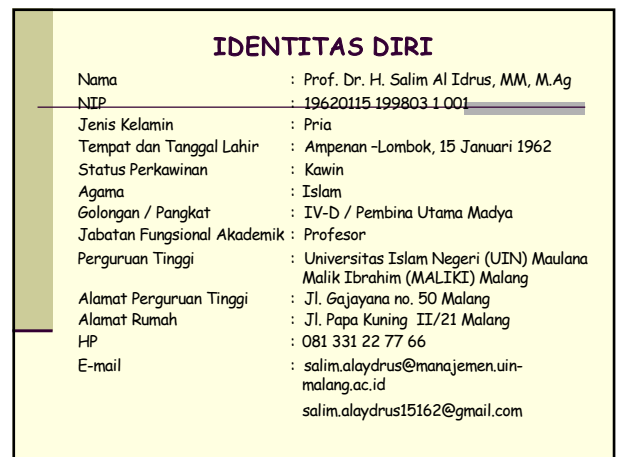 IDENTITAS DIRI
Nama : Prof. Dr. H. Salim Al Idrus, MM, M.Ag
NIP : 19620115 199803 1 001
Jenis Kelamin : Pria
Tempat dan Tanggal Lahir : Ampenan –Lombok, 15 Januari 1962
Status Perkawinan : Kawin
Agama : Islam
Golongan / Pangkat : IV-D / Pembina Utama Madya
Jabatan Fungsional Akademik : Profesor
Perguruan Tinggi : Universitas Islam Negeri (UIN) Maulana
Malik Ibrahim (MALIKI) Malang
Alamat Perguruan Tinggi : Jl. Gajayana no. 50 Malang
Alamat Rumah : Jl. Papa Kuning II/21 Malang
HP : 081 331 22 77 66
E-mail : salim.alaydrus@manajemen.uin-
malang.ac.id
salim.alaydrus15162@gmail.com